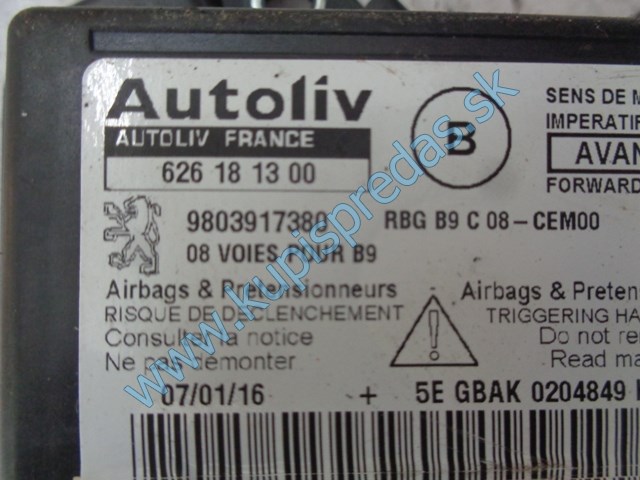 Autoliv
AUTOLIV FRANCE
626 18 13 00
B
SENS DE M
IMPERATIF
AVAN
FORWARD
9803917380
RBG B9 C 08-CEM00
08 VOIES POUR B9
Airbags & Pretensionneurs
RISQUE DE DECLENCHEMENT
Consulter la notice
Ne pas demonter
Airbags & Preten
TRIGGERING HA
Do not re
Read ma
07/01/16 + 5E GBAK 0204849
www.kupispredas.sk